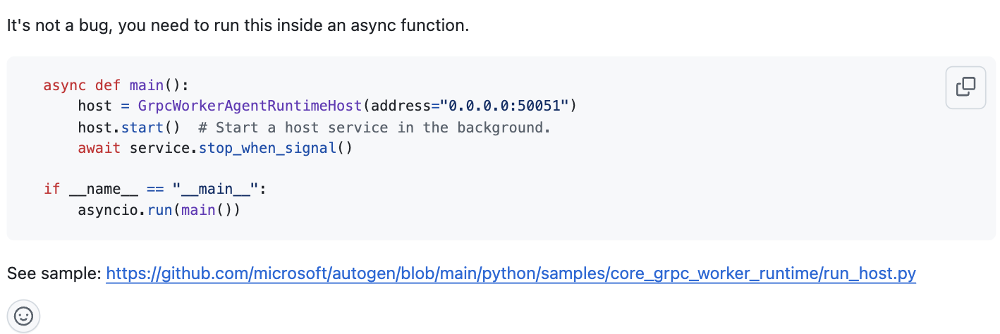 It's not a bug, you need to run this inside an async function.
async def main():
    host = GrpcWorkerAgentRuntimeHost(address="0.0.0.0:50051")
    host.start()  # Start a host service in the background.
    await service.stop_when_signal()
if __name__ == "__main__":
    asyncio.run(main())
See sample: https://github.com/microsoft/autogen/blob/main/python/samples/core_grpc_worker_runtime/run_host.py